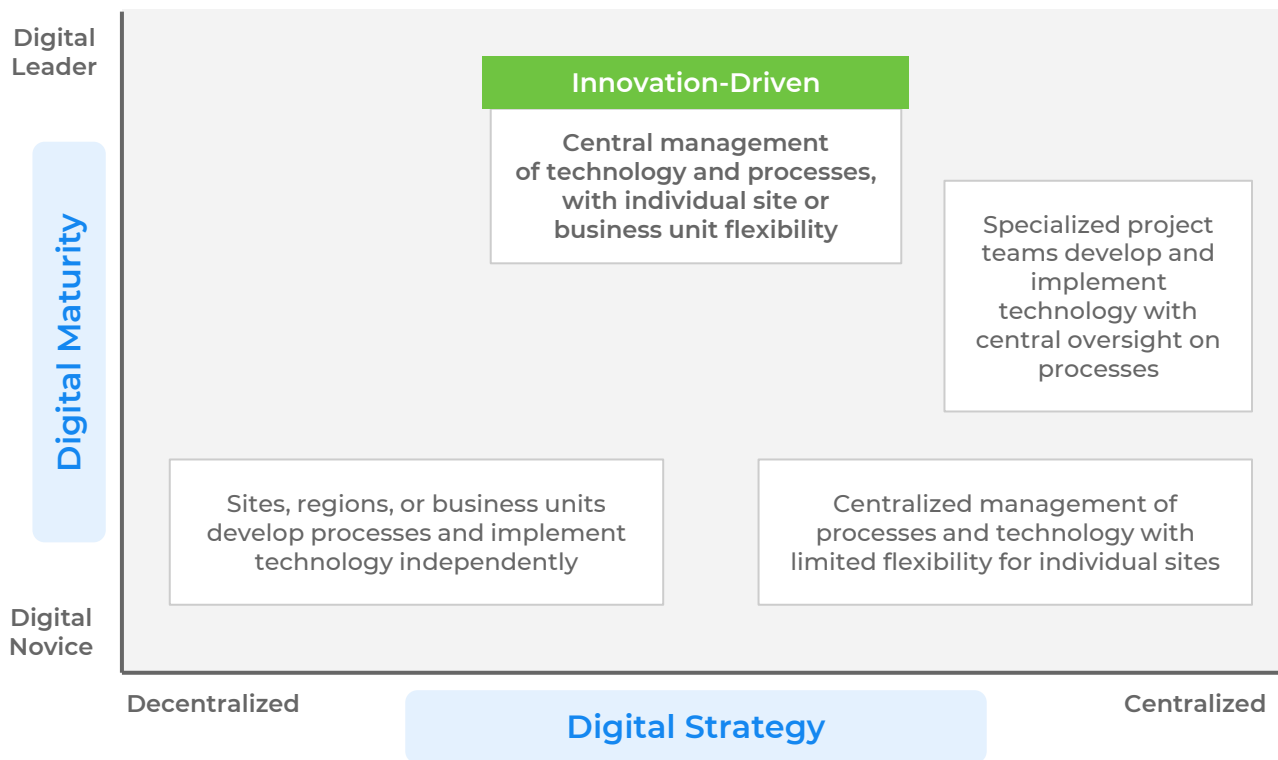 Digital
Leader
Innovation-Driven
Central management
of technology and processes,
with individual site or
business unit flexibility
Specialized project
teams develop and
implement
technology with
central oversight on
processes
Digital Maturity
Sites, regions, or business units
develop processes and implement
technology independently
Centralized management of
processes and technology with
limited flexibility for individual sites
Digital
Novice
Decentralized
Centralized
Digital Strategy